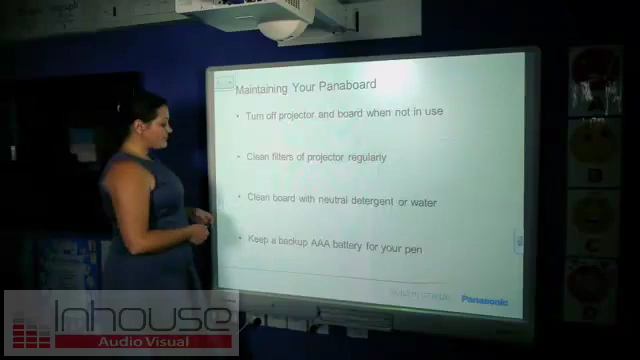 Maintaining Your Panaboard
• Turn off projector and board when not in use
• Clean filters of projector regularly
• Clean board with neutral detergent or water
• Keep a backup AAA battery for your pen
Panasonic
Inhouse
Audio Visual